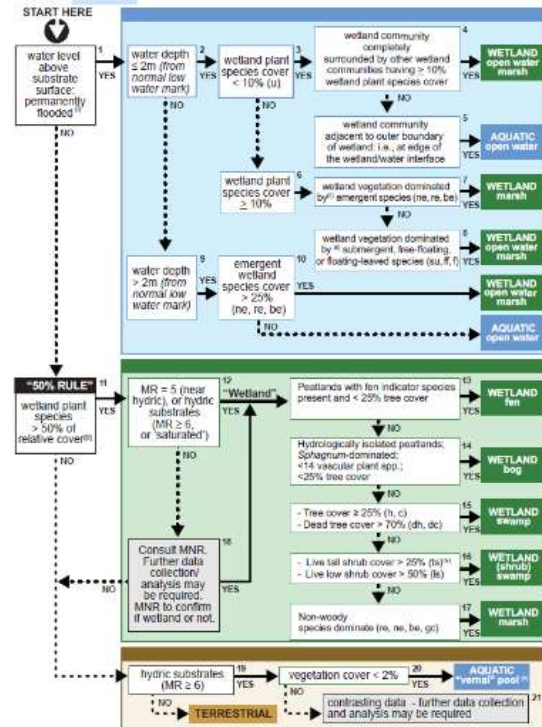 START HERE
water level
above
substrate
surface:
permanently
flooded
1
YES
NO
water depth
≤ 2m (from
normal low
water mark)
2
YES
NO
wetland plant
species cover
< 10% (u)
3
YES
NO
wetland community
completely
surrounded by other wetland
communities having ≥ 10%
wetland plant species cover
4
YES
WETLAND
open water
marsh
NO
wetland community
adjacent to outer boundary
of wetland: i.e., at edge of
the wetland/water interface
5
YES
AQUATIC
open water
wetland plant
species cover
≥ 10%
6
YES
wetland vegetation dominated
by emergent species (ne, re, be)
7
YES
WETLAND
marsh
NO
wetland vegetation dominated
by submergent, free-floating,
or floating-leaved species (su, ff, f)
8
YES
WETLAND
open water
marsh
water depth
> 2m (from
normal low
water mark)
9
YES
emergent
wetland
species cover
> 25%
(ne, re, be)
10
YES
WETLAND
open water
marsh
NO
AQUATIC
open water
"50% RULE"
wetland plant
species
> 50% of
relative cover
11
YES
NO
MR = 5 (near
hydric), or hydric
substrates
(MR ≥ 6,
or 'saturated')
12
"Wetland"
YES
NO
Peatlands with fen indicator species
present and < 25% tree cover
13
YES
WETLAND
fen
NO
Hydrologically isolated peatlands;
Sphagnum-dominated;
<14 vascular plant spp.;
<25% tree cover
14
YES
WETLAND
bog
NO
- Tree cover ≥ 25% (h, c)
- Dead tree cover > 70% (dh, dc)
15
YES
WETLAND
swamp
NO
Consult MNR.
Further data
collection/
analysis may
be required.
MNR to confirm
if wetland or not.
18
YES
NO
- Live tall shrub cover > 25% (ts)
- Live low shrub cover > 50% (ls)
16
YES
WETLAND
(shrub)
swamp
NO
Non-woody
species dominate (re, ne, be, gc)
17
YES
WETLAND
marsh
hydric substrates
(MR ≥ 6)
19
YES
NO
TERRESTRIAL
vegetation cover < 2%
20
YES
AQUATIC
"vernal" pool
NO
contrasting data - further data collection
and analysis may be required
21